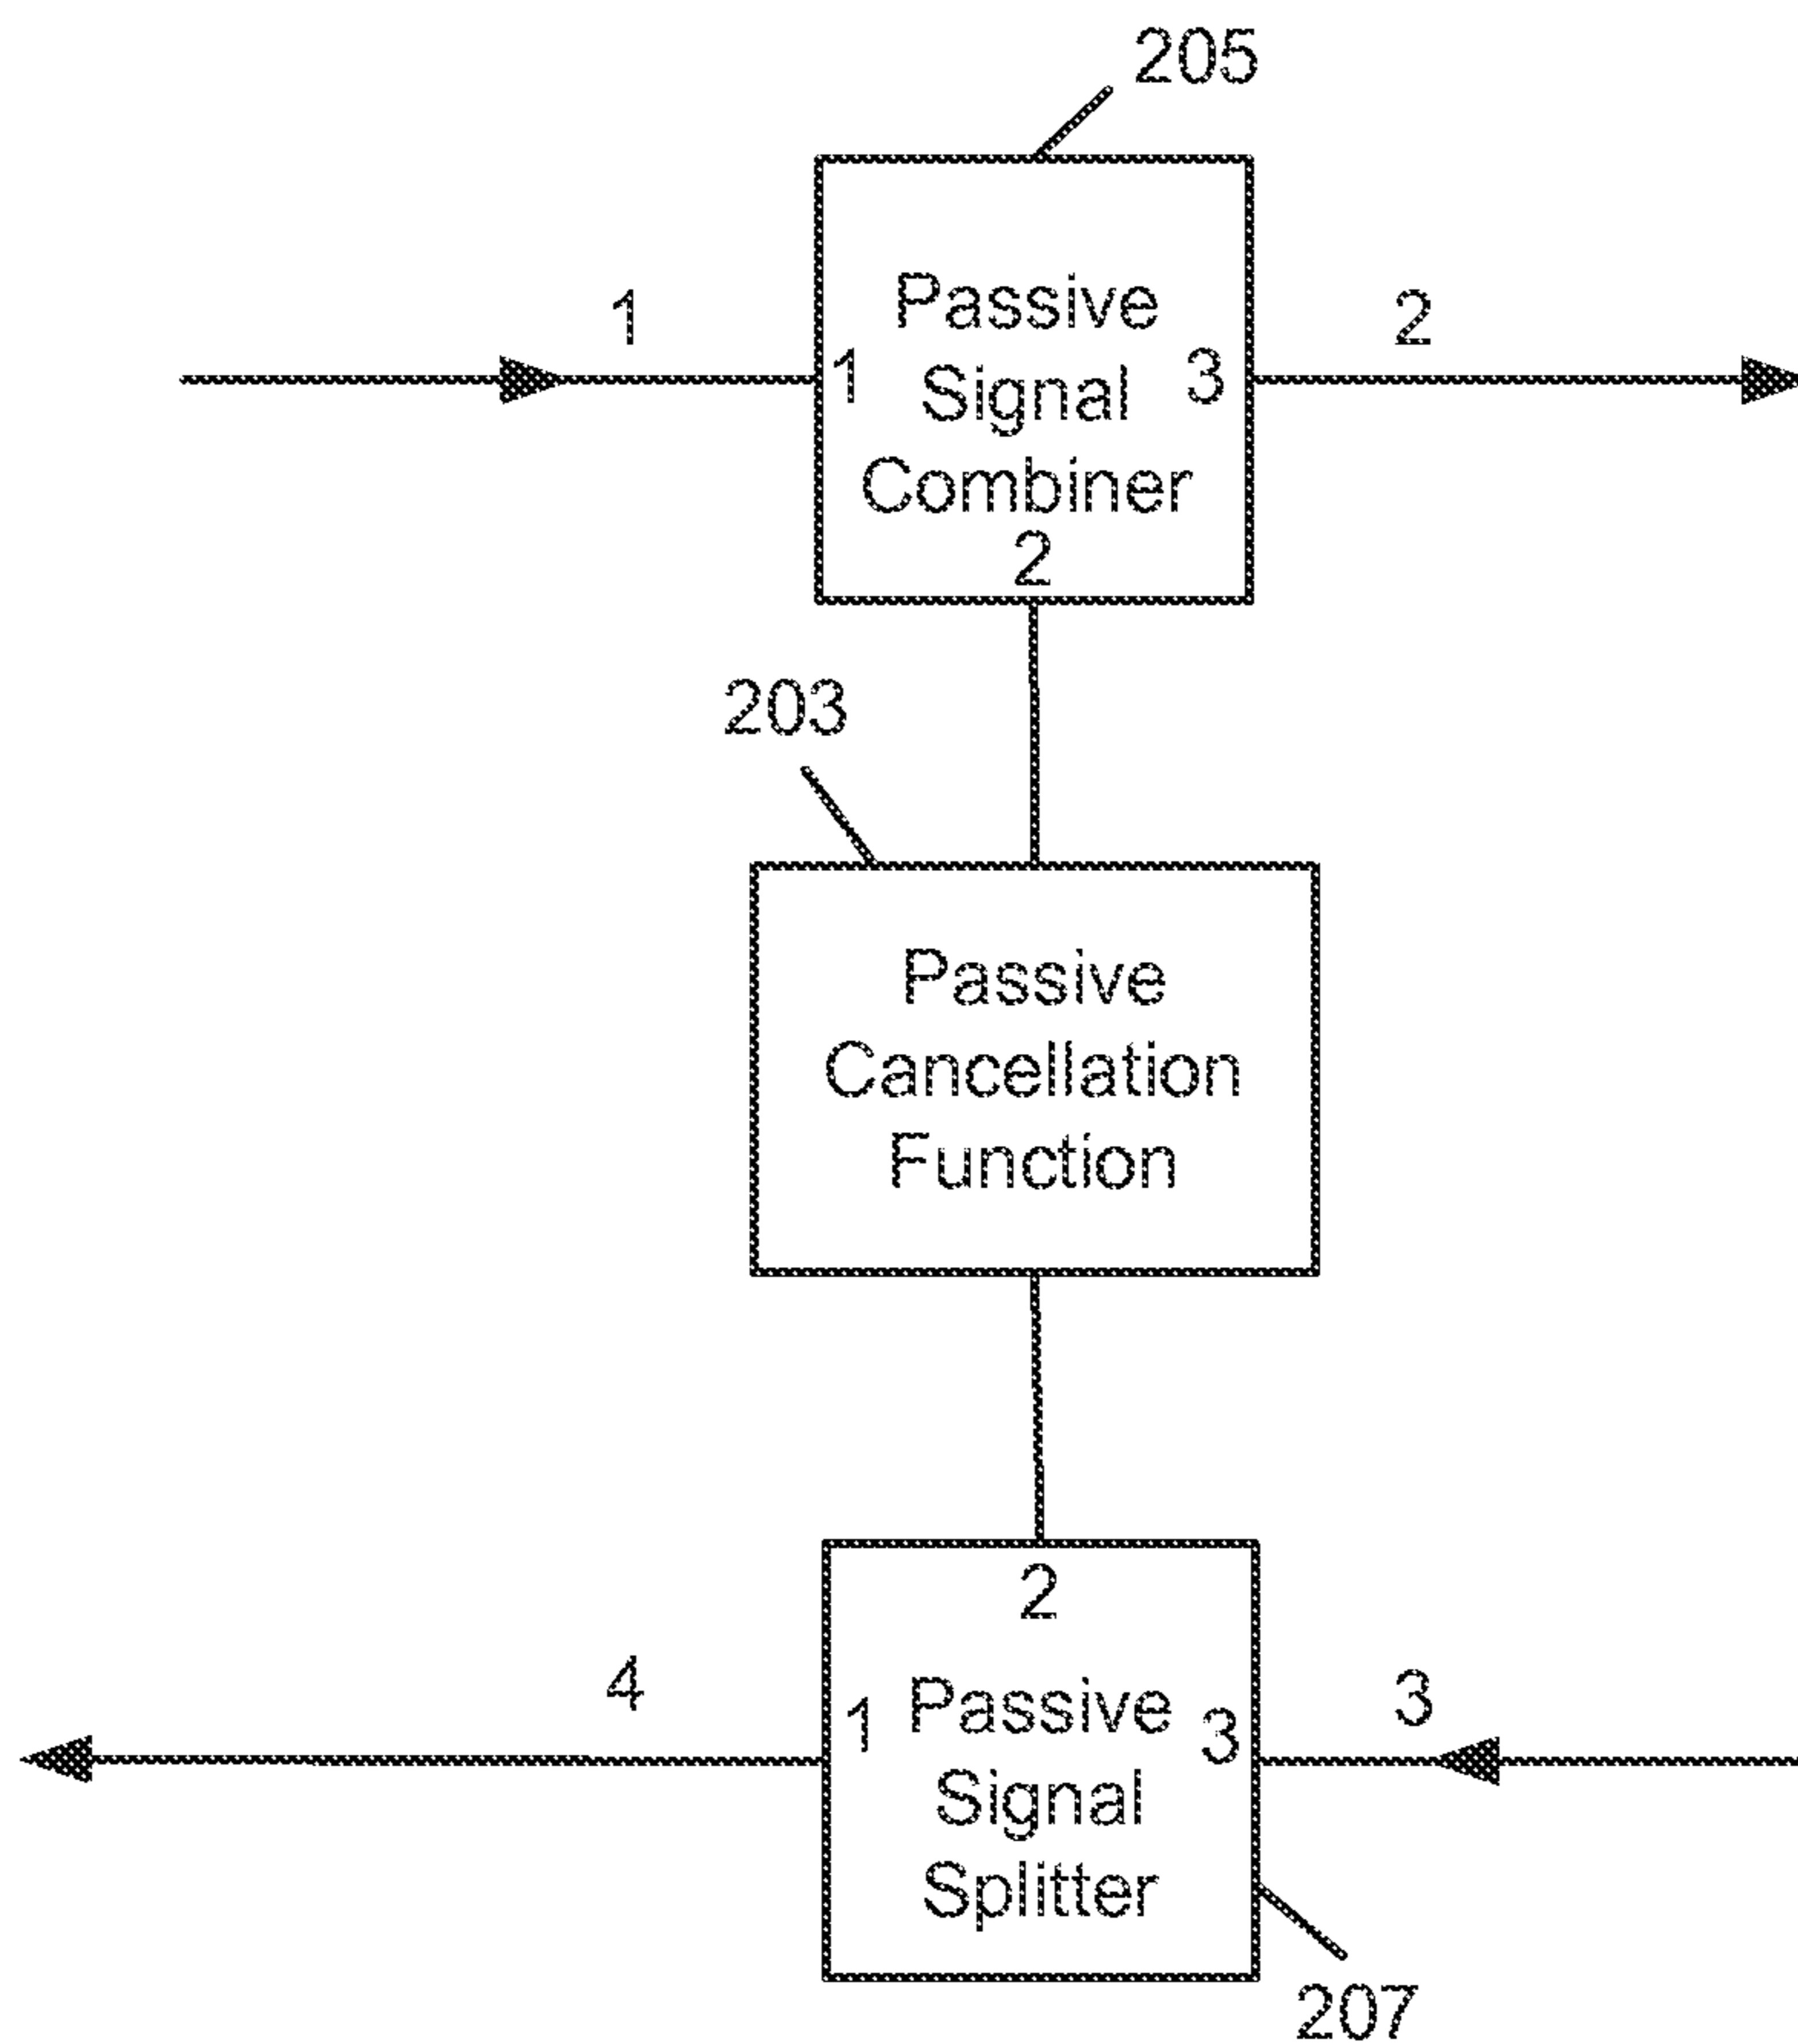 205
1
2
Passive
1
Signal
3
Combiner
2
203
Passive
Cancellation
Function
2
4
3
1
Passive
3
Signal
Splitter
207